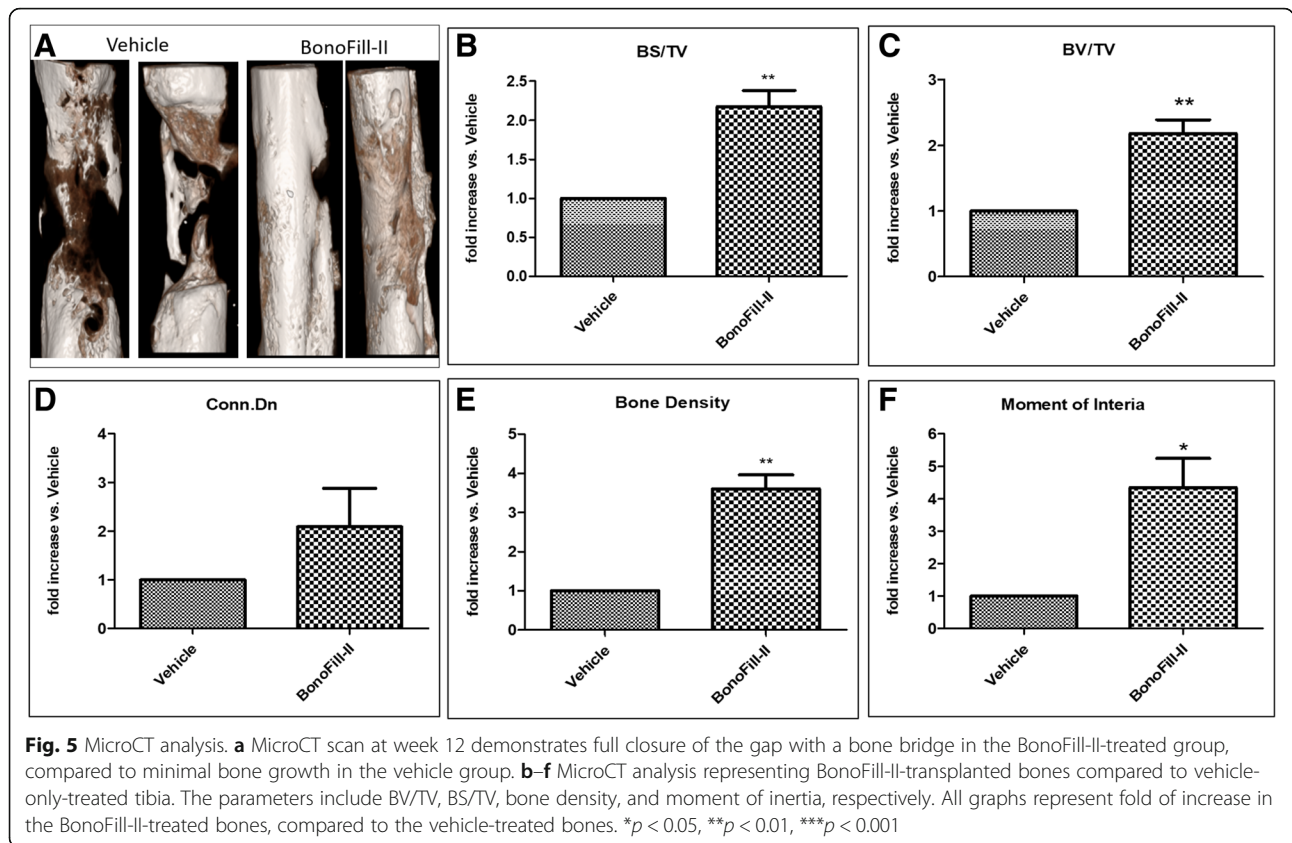 A
Vehicle
BonoFill-II
B
BS/TV
fold increase vs. Vehicle
2.5
2.0
1.5
1.0
0.5
0.0
**
Vehicle
BonoFill-II
C
BV/TV
fold increase vs. Vehicle
3
2
1
0
**
Vehicle
BonoFill-II
D
Conn.Dn
fold increase vs. Vehicle
4
3
2
1
0
Vehicle
BonoFill-II
E
Bone Density
fold increase vs. Vehicle
5
4
3
2
1
0
**
Vehicle
BonoFill-II
F
Moment of Interia
fold increase vs. Vehicle
6
5
4
3
2
1
0
*
Vehicle
BonoFill-II
Fig. 5 MicroCT analysis. a MicroCT scan at week 12 demonstrates full closure of the gap with a bone bridge in the BonoFill-II-treated group,
compared to minimal bone growth in the vehicle group. b–f MicroCT analysis representing BonoFill-II-transplanted bones compared to vehicle-
only-treated tibia. The parameters include BV/TV, BS/TV, bone density, and moment of inertia, respectively. All graphs represent fold of increase in
the BonoFill-II-treated bones, compared to the vehicle-treated bones. *p < 0.05, **p < 0.01, ***p < 0.001